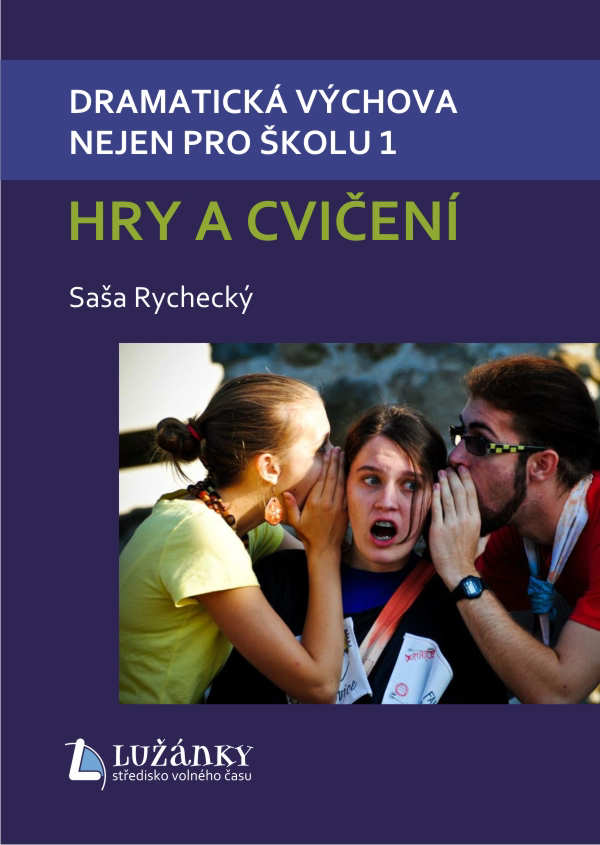 DRAMATICKÁ VÝCHOVA
NEJEN PRO ŠKOLU 1
HRY A CVIČENÍ
Saša Rychecký
LUŽÁNKY
středisko volného času